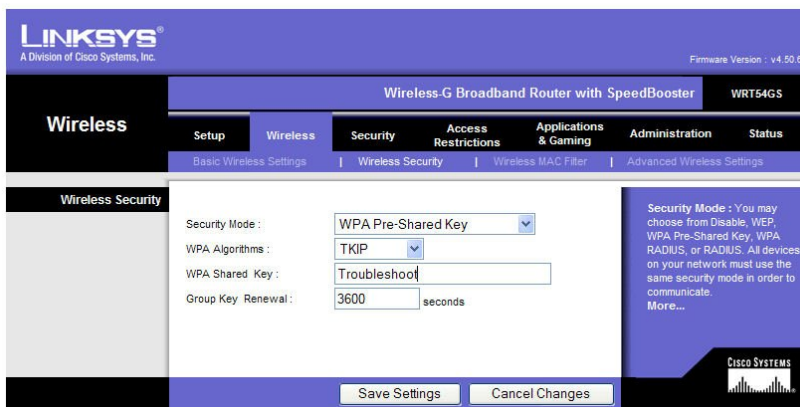 LINKSYS®
A Division of Cisco Systems, Inc.
Firmware Version : v4.50.6
Wireless-G Broadband Router with SpeedBooster WRT54GS
Wireless
Setup Wireless Security Access Restrictions Applications & Gaming Administration Status
Basic Wireless Settings | Wireless Security | Wireless MAC Filter | Advanced Wireless Settings
Wireless Security
Security Mode : WPA Pre-Shared Key
WPA Algorithms : TKIP
WPA Shared Key : Troubleshoot
Group Key Renewal : 3600 seconds
Security Mode : You may
choose from Disable, WEP,
WPA Pre-Shared Key, WPA
RADIUS, or RADIUS. All devices
on your network must use the
same security mode in order to
communicate.
More...
CISCO SYSTEMS
Save Settings Cancel Changes